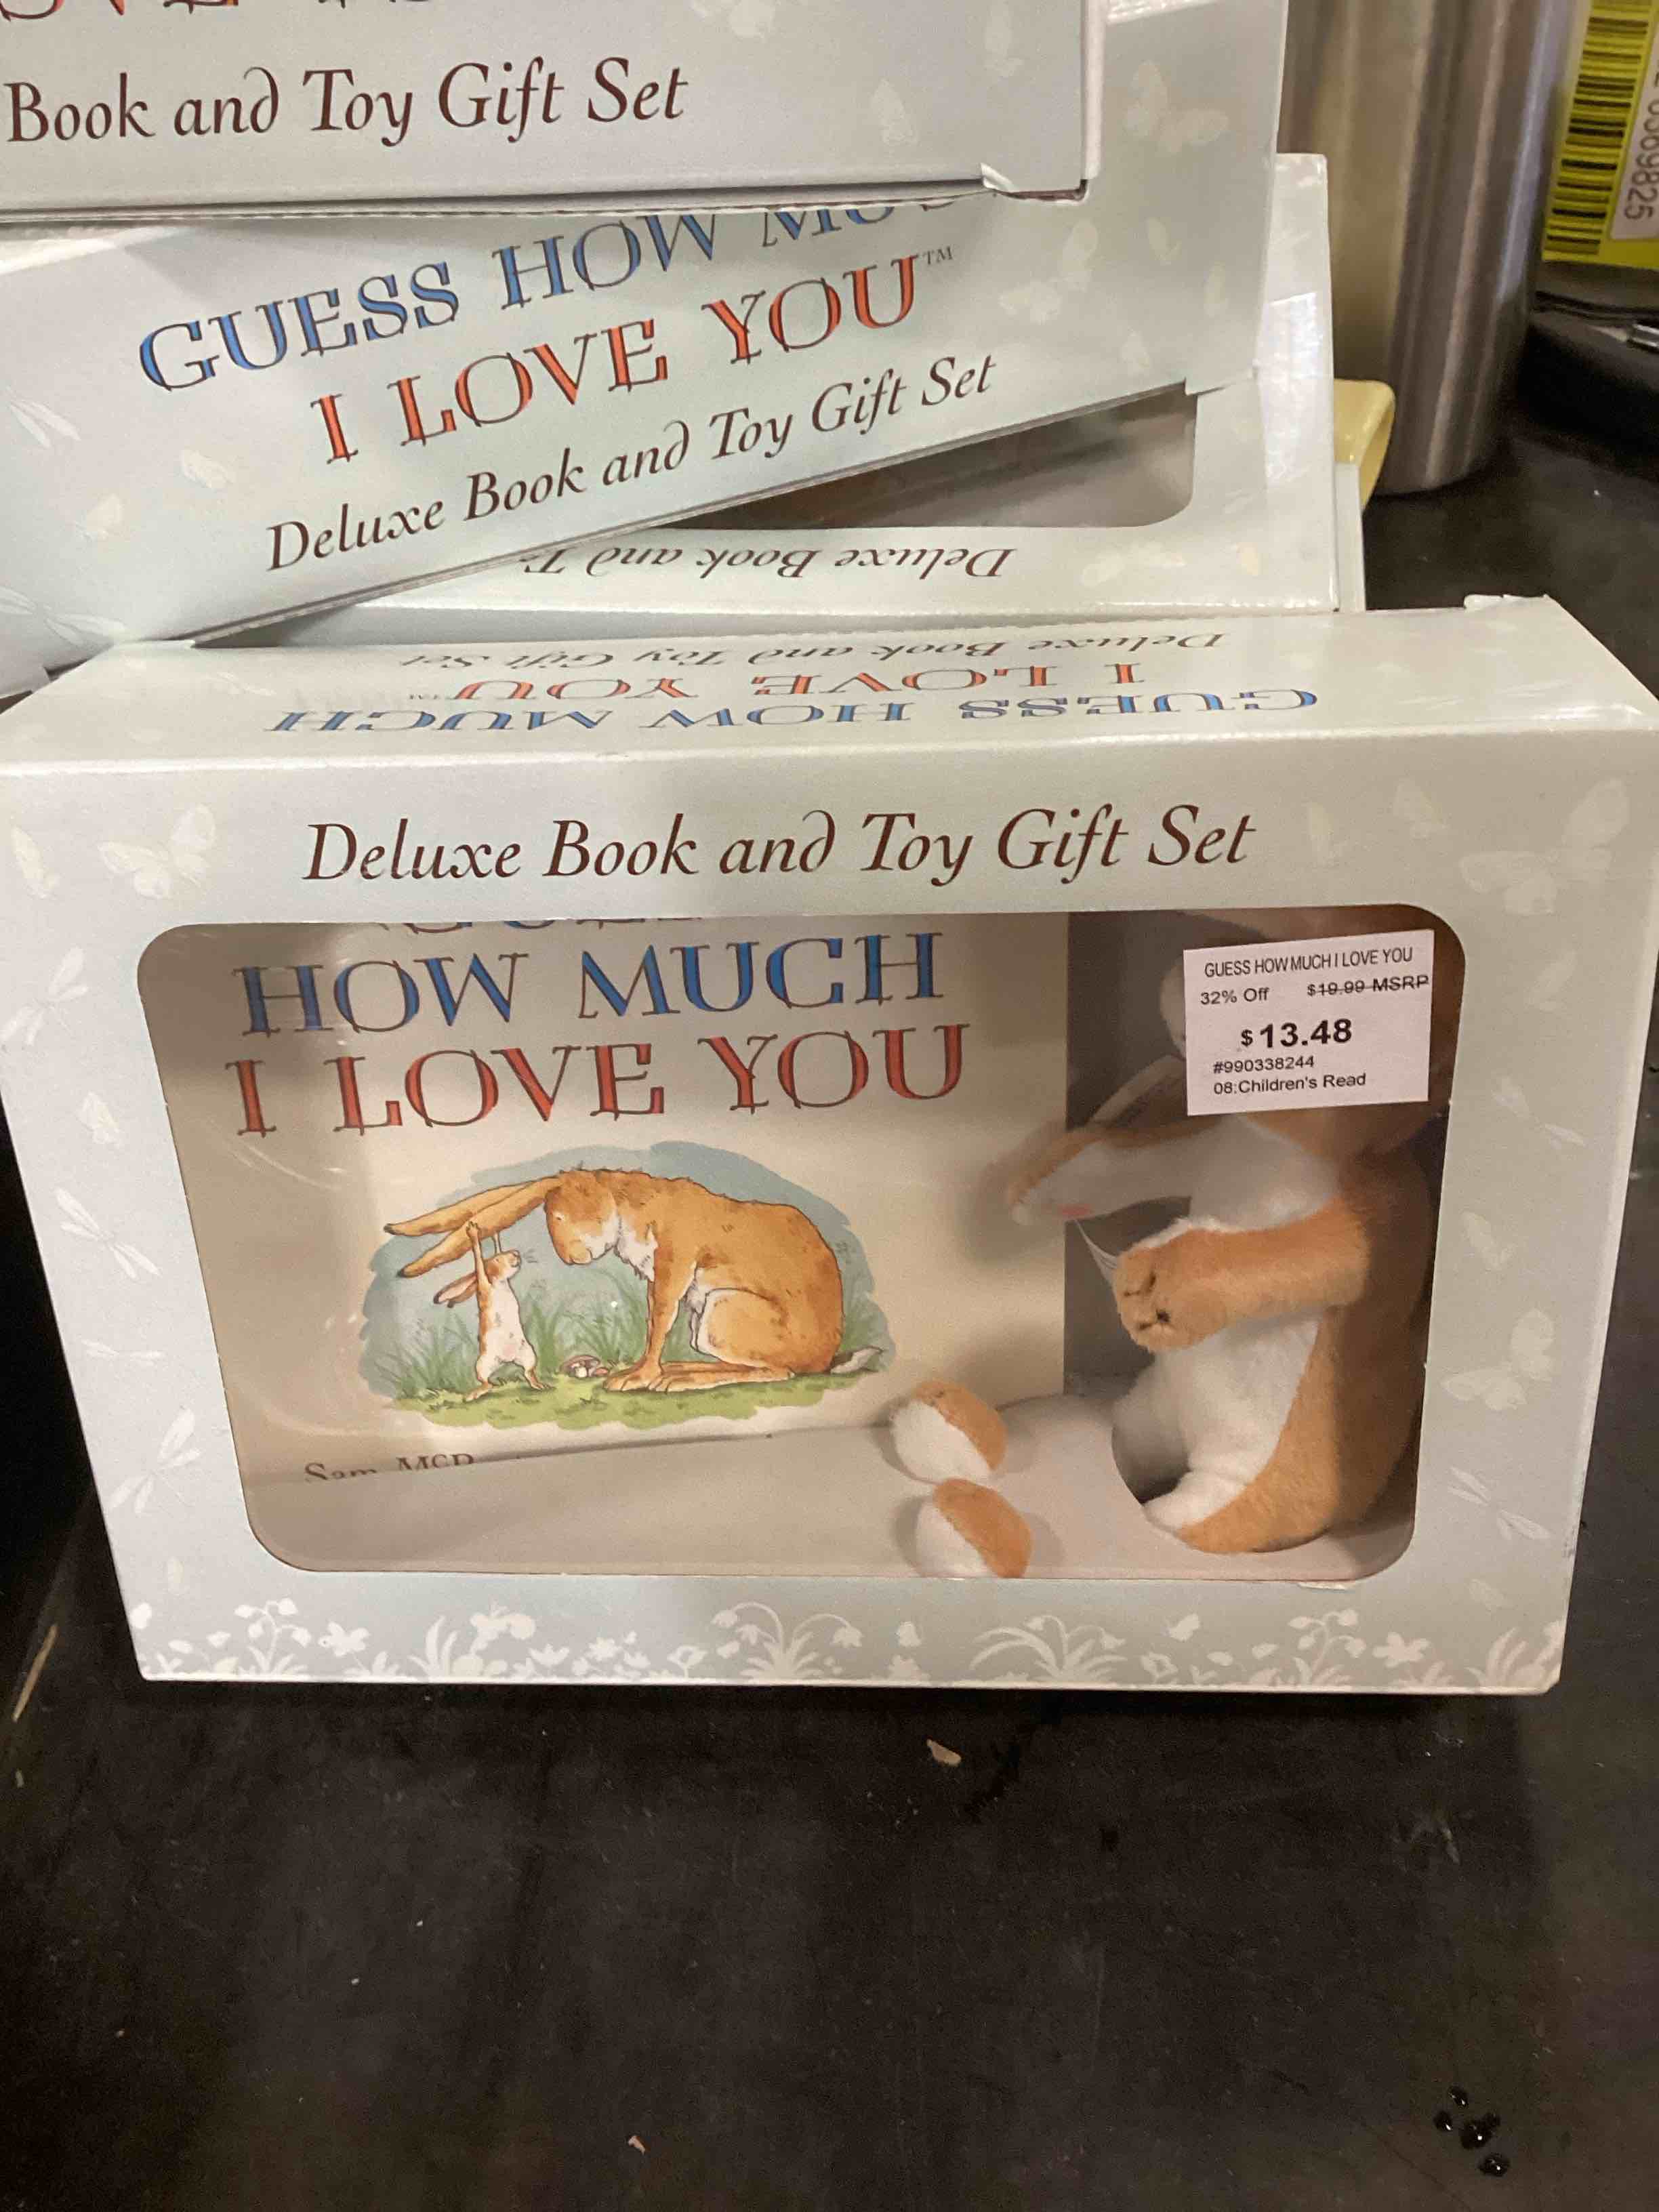 Book and Toy Gift Set
GUESS HOW
I LOVE YOU™
Deluxe Book and Toy Gift Set
Deluxe Book and
Deluxe Book and Toy Gift Set
I LOVE YOU™
GUESS HOW MUCH
Deluxe Book and Toy Gift Set
HOW MUCH
I LOVE YOU
Sam
GUESS HOW MUCH I LOVE YOU
32% Off $19.99 MSRP
$13.48
#990338244
08:Children's Read